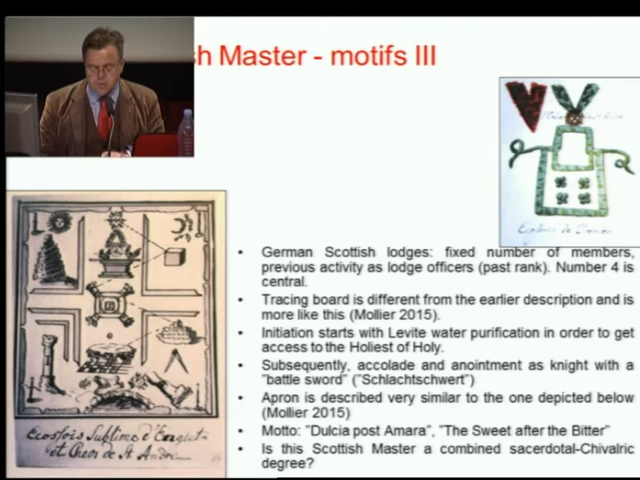 sh Master - motifs III
Ecossois de
• German Scottish lodges: fixed number of members,
previous activity as lodge officers (past rank). Number 4 is
central.
• Tracing board is different from the earlier description and is
more like this (Mollier 2015).
• Initiation starts with Levite water purification in order to get
access to the Holiest of Holy.
• Subsequently, accolade and anointment as knight with a
"battle sword" ("Schlachtschwert")
• Apron is described very similar to the one depicted below
(Mollier 2015)
• Motto: "Dulcia post Amara", "The Sweet after the Bitter"
• Is this Scottish Master a combined sacerdotal-Chivalric
degree?
Ecossois Sublime d'
et Chev de St Andre